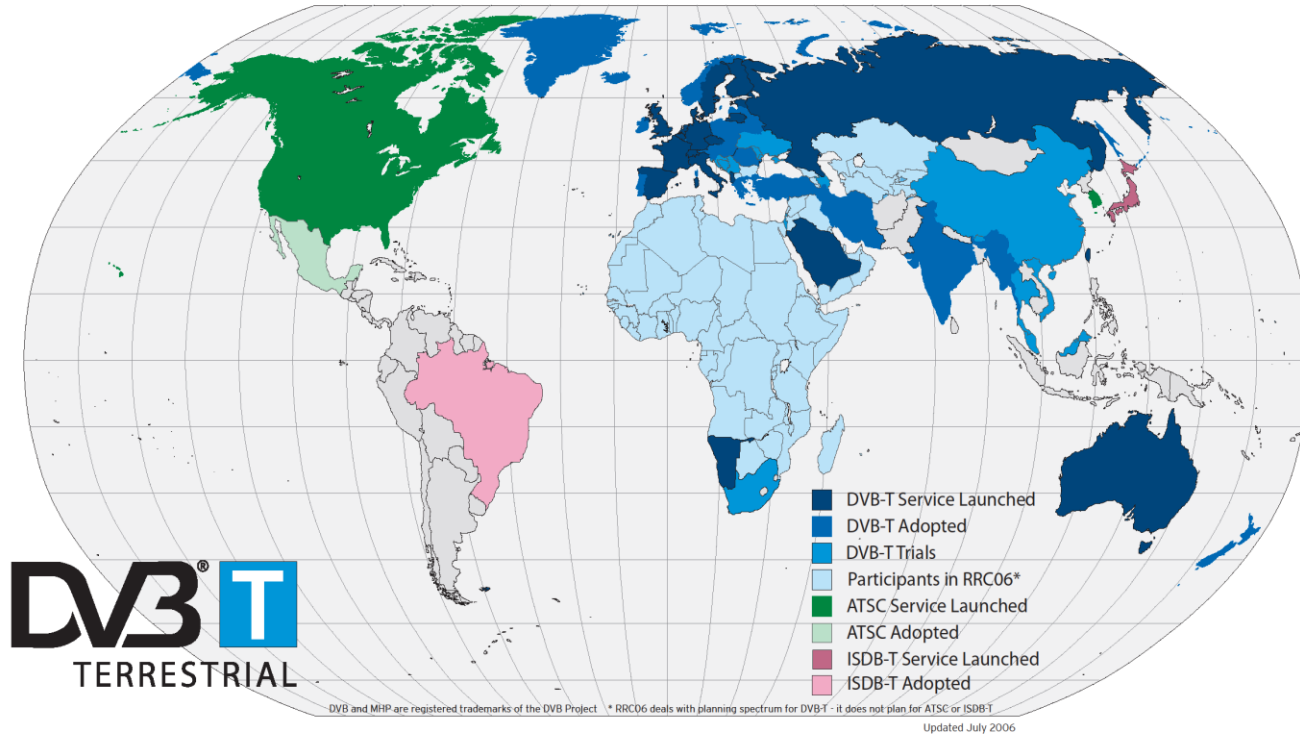 DVB-T Service Launched
DVB-T Adopted
DVB-T Trials
Participants in RRC06*
ATSC Service Launched
ATSC Adopted
ISDB-T Service Launched
ISDB-T Adopted
DVB® T
TERRESTRIAL
DVB and MHP are registered trademarks of the DVB Project * RRC06 deals with planning spectrum for DVB-T - it does not plan for ATSC or ISDB-T
Updated July 2006